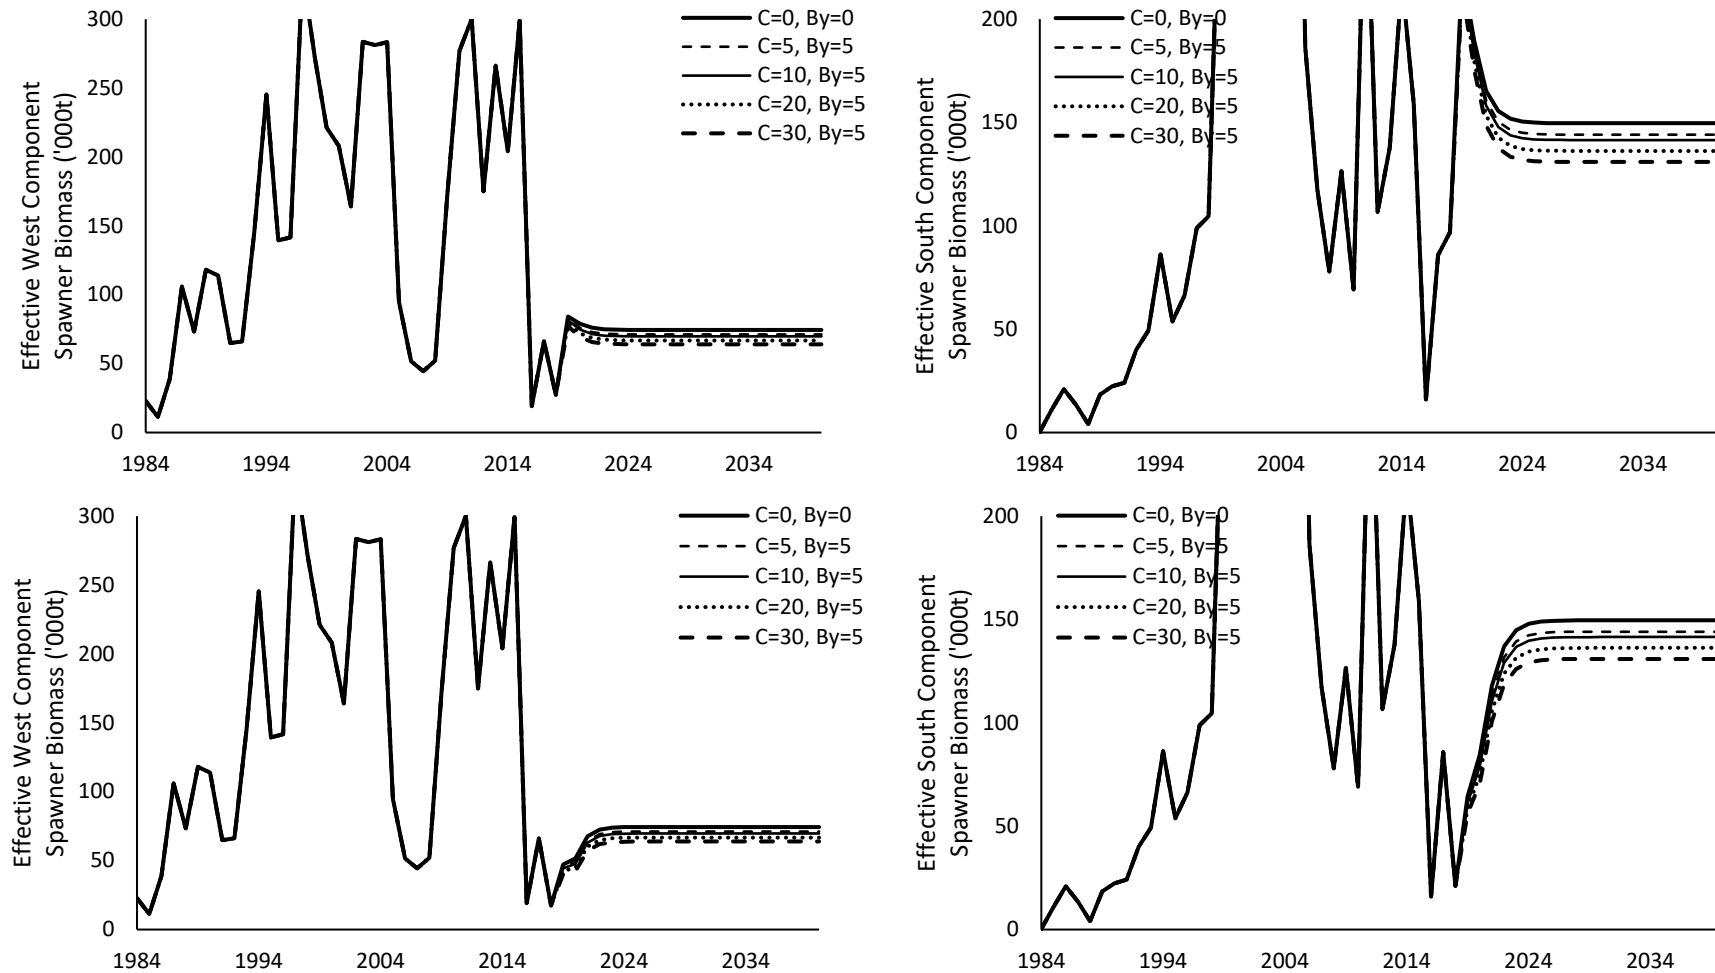 Effective West Component
Spawner Biomass ('000t)
300
250
200
150
100
50
0
1984 1994 2004 2014 2024 2034
C=0, By=0
C=5, By=5
C=10, By=5
C=20, By=5
C=30, By=5
Effective South Component
Spawner Biomass ('000t)
200
150
100
50
0
1984 1994 2004 2014 2024 2034
C=0, By=0
C=5, By=5
C=10, By=5
C=20, By=5
C=30, By=5
Effective West Component
Spawner Biomass ('000t)
300
250
200
150
100
50
0
1984 1994 2004 2014 2024 2034
C=0, By=0
C=5, By=5
C=10, By=5
C=20, By=5
C=30, By=5
Effective South Component
Spawner Biomass ('000t)
200
150
100
50
0
1984 1994 2004 2014 2024 2034
C=0, By=0
C=5, By=5
C=10, By=5
C=20, By=5
C=30, By=5